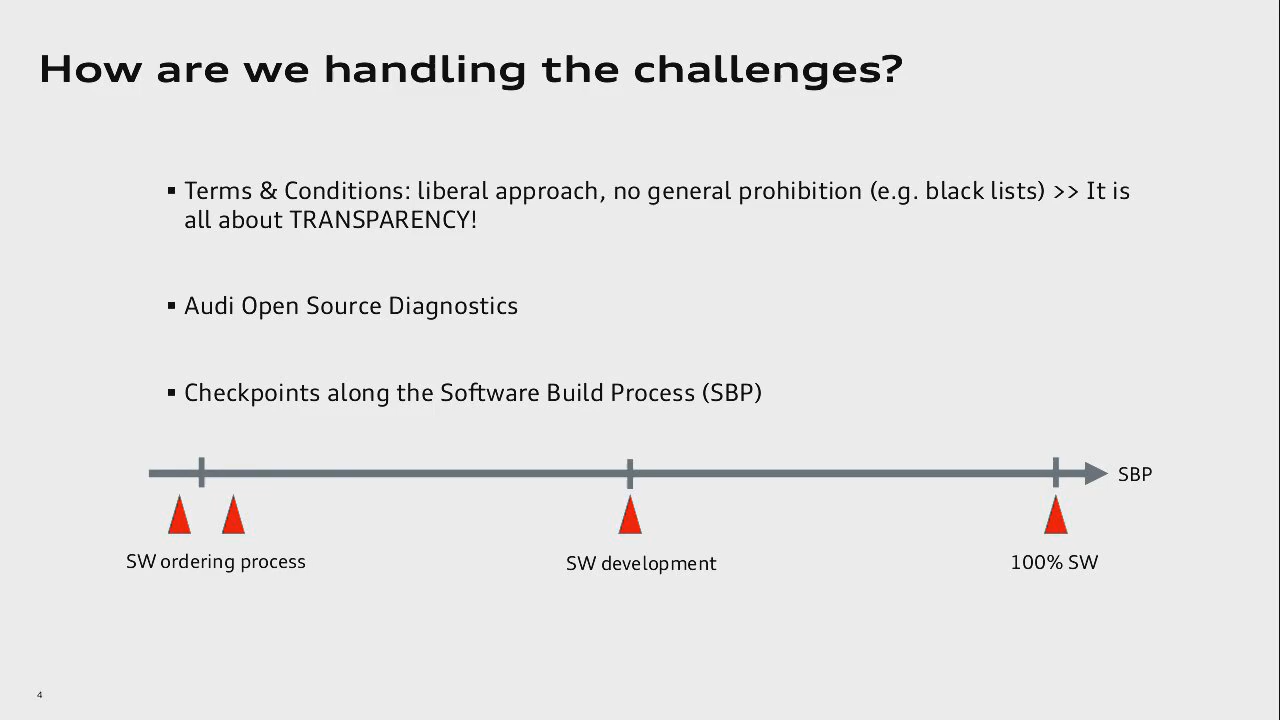 How are we handling the challenges?
▪ Terms & Conditions: liberal approach, no general prohibition (e.g. black lists) >> It is
all about TRANSPARENCY!
▪ Audi Open Source Diagnostics
▪ Checkpoints along the Software Build Process (SBP)
SBP
SW ordering process
SW development
100% SW
4